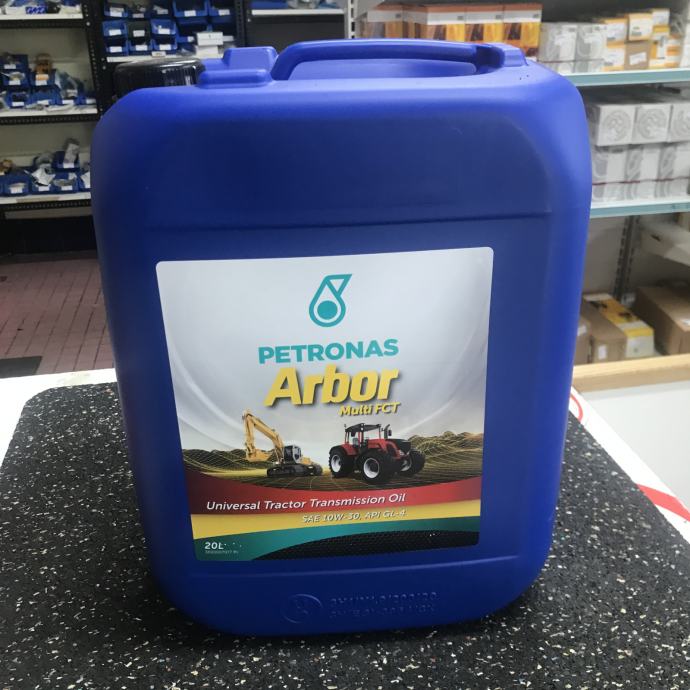 PETRONAS
Arbor
Multi FCT
Universal Tractor Transmission Oil
SAE 10W-30, API GL-4
20L